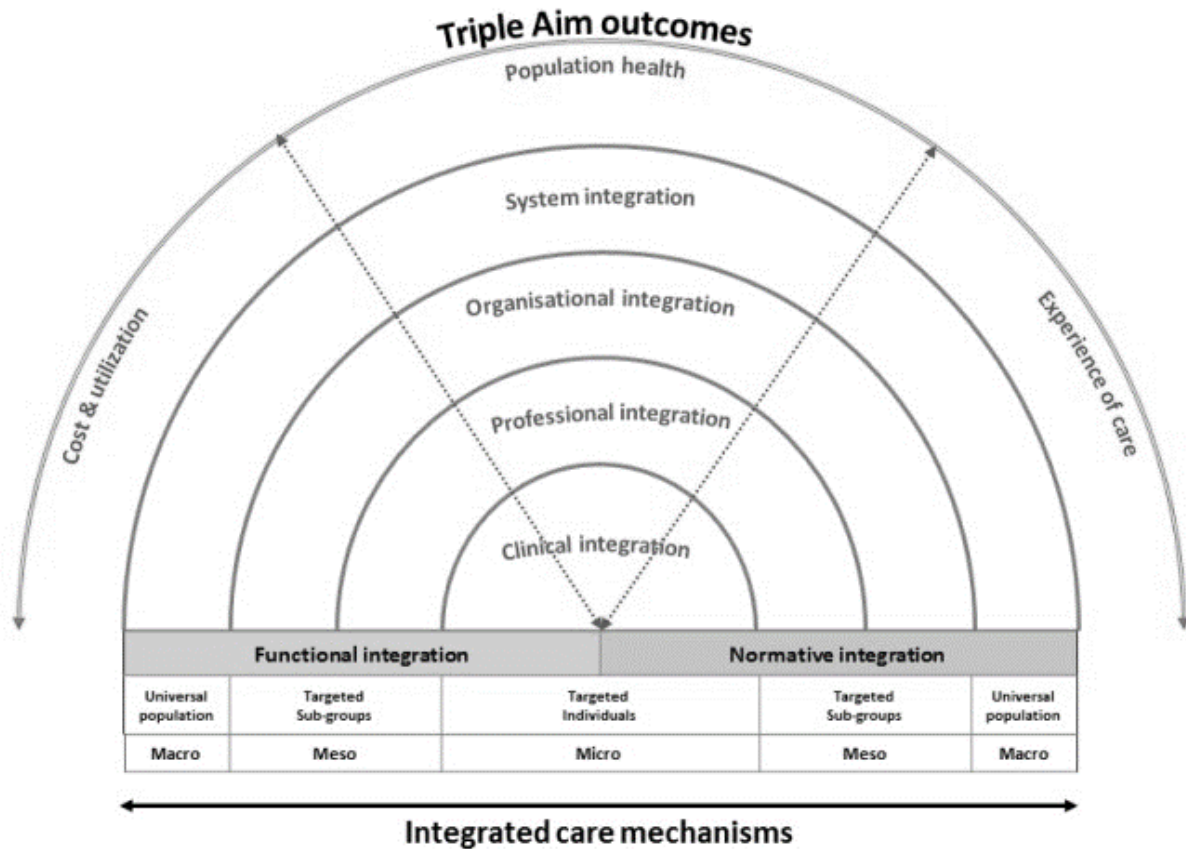 Triple Aim outcomes
Population health
System integration
Organisational integration
Professional integration
Clinical integration
Cost & utilization
Experience of care
Functional integration
Normative integration
Universal
population
Targeted
Sub-groups
Targeted
Individuals
Targeted
Sub-groups
Universal
population
Macro
Meso
Micro
Meso
Macro
Integrated care mechanisms